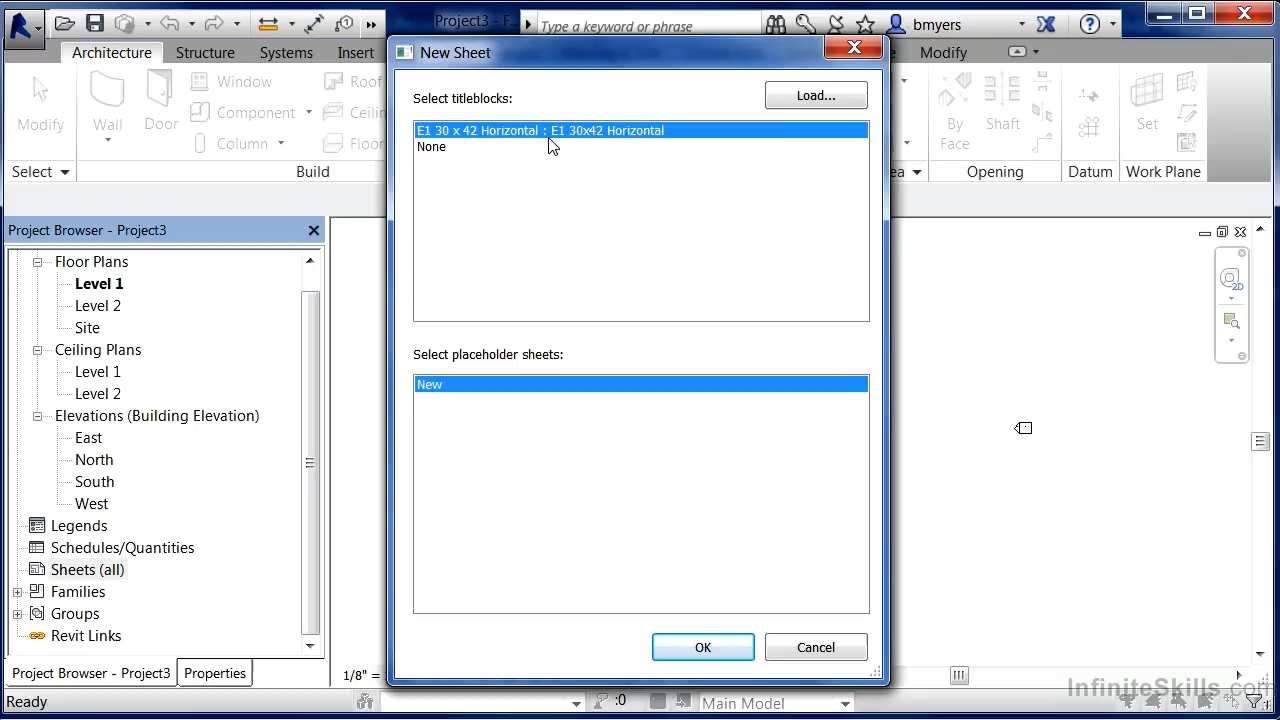 Project3 - F...
Type a keyword or phrase
bmyers
Architecture
Structure
Systems
Insert
Modify
New Sheet
Modify
Wall
Door
Window
Component
Column
Roof
Ceilin
Floor
By
Face
Shaft
Set
Select
Build
ea
Opening
Datum
Work Plane
Select titleblocks:
Load...
E1 30 x 42 Horizontal : E1 30x42 Horizontal
None
Select placeholder sheets:
New
OK
Cancel
Project Browser - Project3
Floor Plans
Level 1
Level 2
Site
Ceiling Plans
Level 1
Level 2
Elevations (Building Elevation)
East
North
South
West
Legends
Schedules/Quantities
Sheets (all)
Families
Groups
Revit Links
Project Browser - Project3
Properties
1/8" =
2D
Ready
:0
Main Model
InfiniteSkills.com